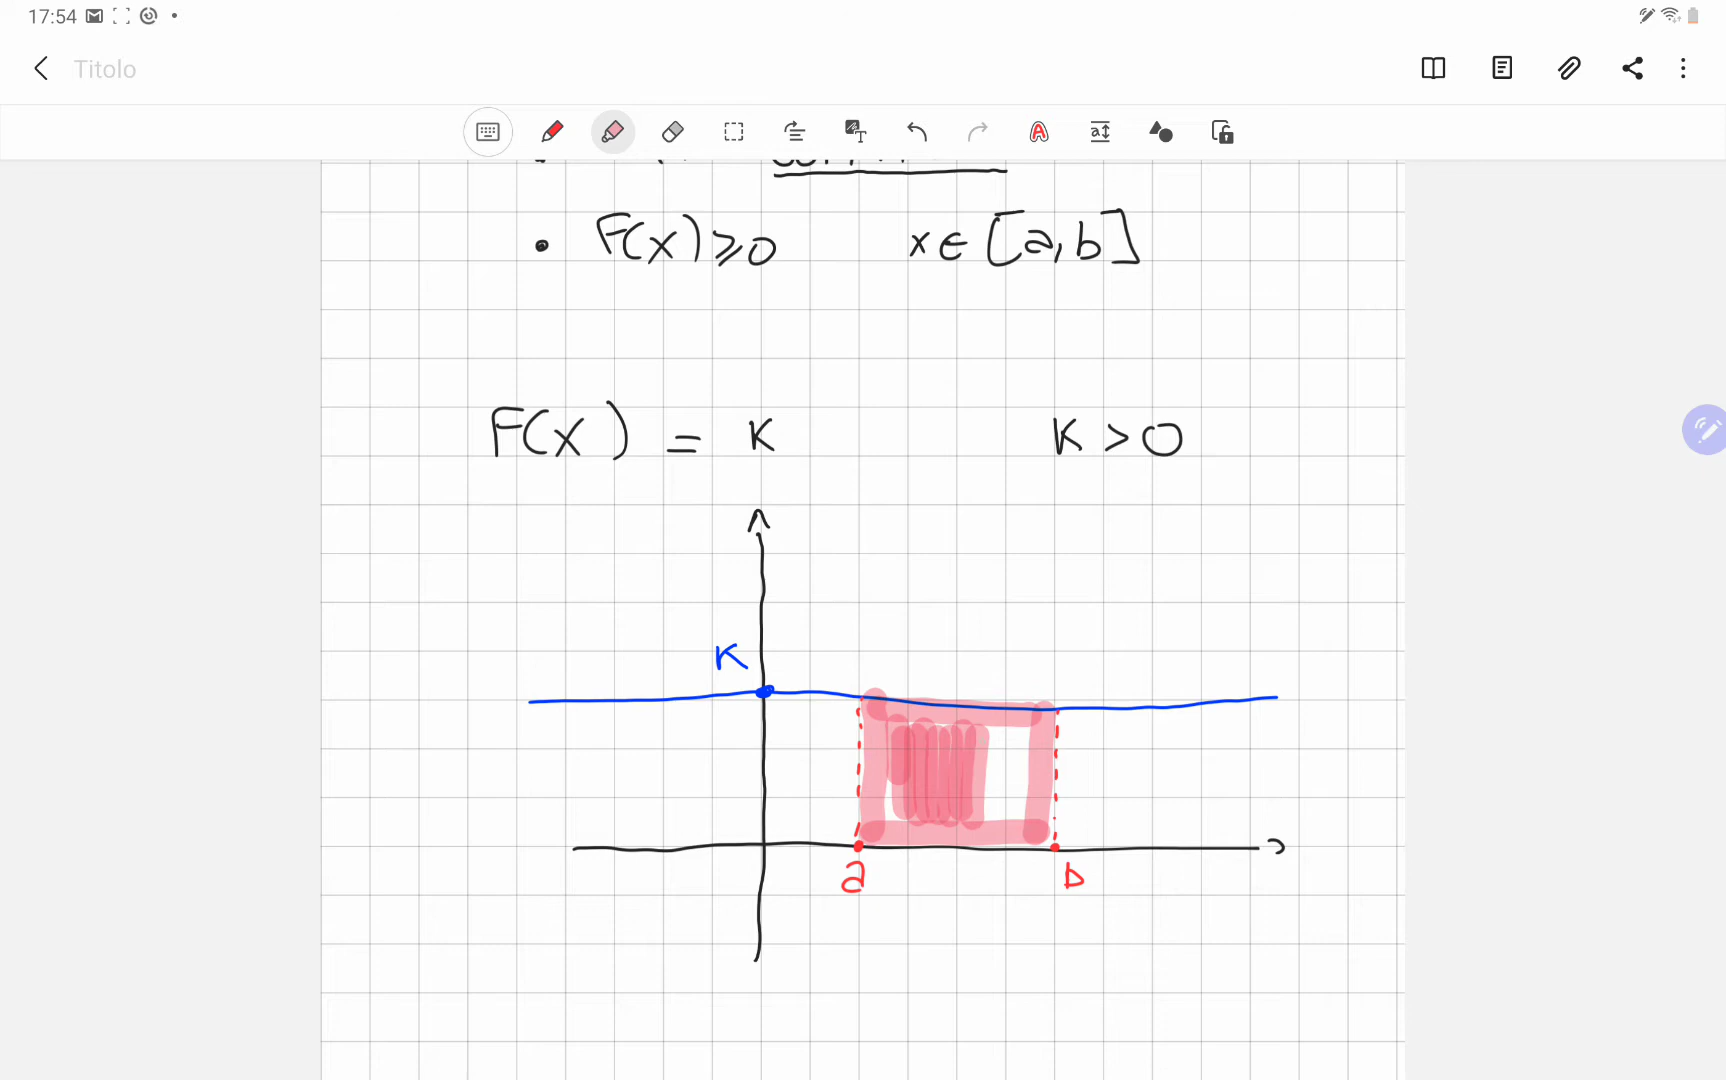 17:54
Titolo
• F(x) ⩾ 0 x ∈ [a, b]
F(x) = K K > 0
K
a b